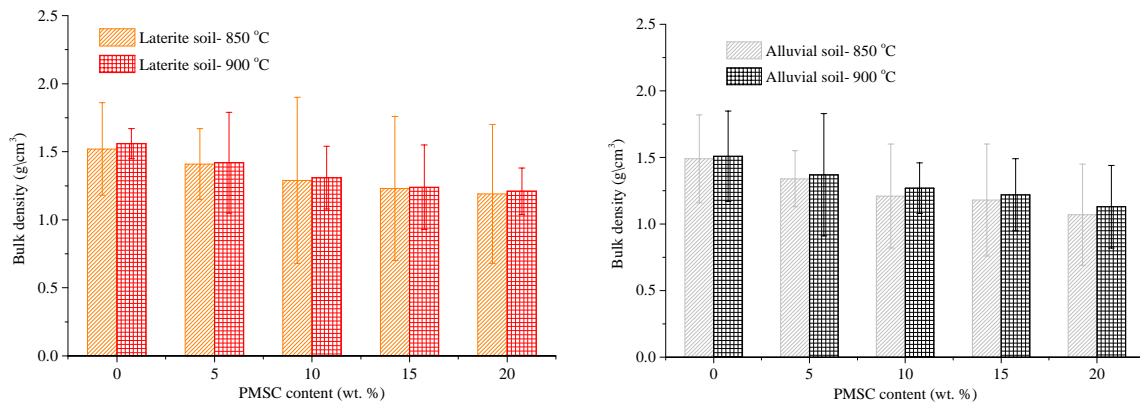 2.5
2.0
1.5
1.0
0.5
0.0
Bulk density (g\cm³)
Laterite soil- 850 °C
Laterite soil- 900 °C
0 5 10 15 20
PMSC content (wt. %)
2.5
2.0
1.5
1.0
0.5
0.0
Bulk density (g\cm³)
Alluvial soil- 850 °C
Alluvial soil- 900 °C
0 5 10 15 20
PMSC content (wt. %)